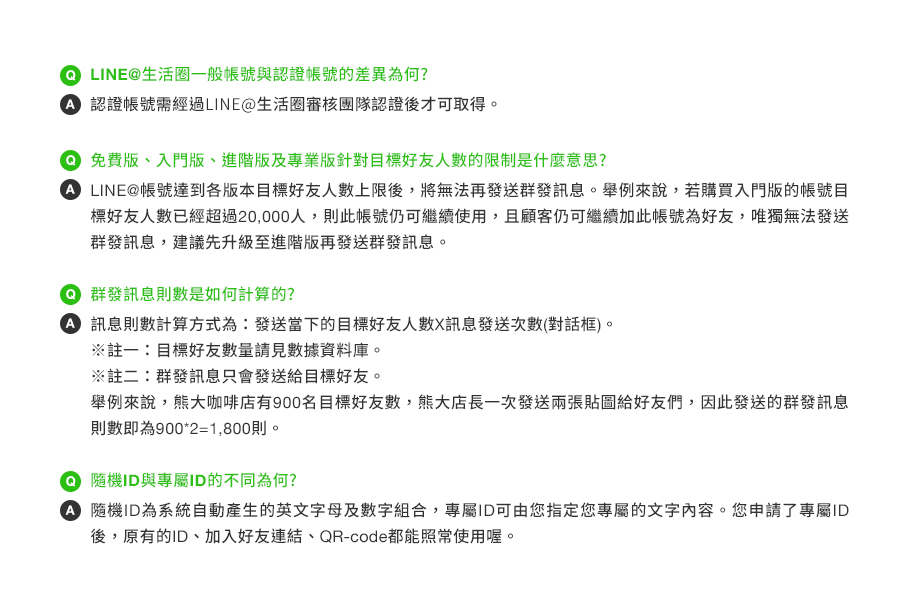 Q LINE@生活圈一般帳號與認證帳號的差異為何?
A 認證帳號需經過LINE@生活圈審核團隊認證後才可取得。
Q 免費版、入門版、進階版及專業版針對目標好友人數的限制是什麼意思?
A LINE@帳號達到各版本目標好友人數上限後，將無法再發送群發訊息。舉例來說，若購買入門版的帳號目
標好友人數已經超過20,000人，則此帳號仍可繼續使用，且顧客仍可繼續加此帳號為好友，唯獨無法發送
群發訊息，建議先升級至進階版再發送群發訊息。
Q 群發訊息則數是如何計算的?
A 訊息則數計算方式為：發送當下的目標好友人數X訊息發送次數(對話框)。
※註一：目標好友數量請見數據資料庫。
※註二：群發訊息只會發送給目標好友。
舉例來說，熊大咖啡店有900名目標好友數，熊大店長一次發送兩張貼圖給好友們，因此發送的群發訊息
則數即為900*2=1,800則。
Q 隨機ID與專屬ID的不同為何?
A 隨機ID為系統自動產生的英文字母及數字組合，專屬ID可由您指定您專屬的文字內容。您申請了專屬ID
後，原有的ID、加入好友連結、QR-code都能照常使用喔。